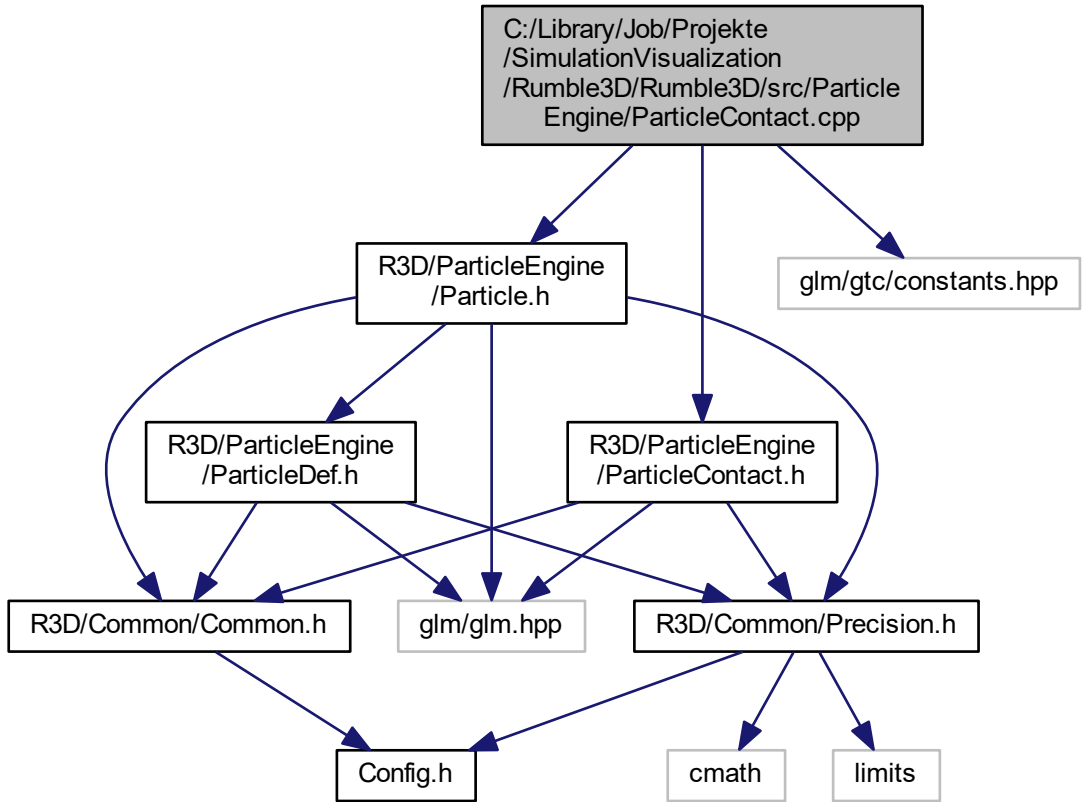 C:/Library/Job/Projekte
/SimulationVisualization
/Rumble3D/Rumble3D/src/Particle
Engine/ParticleContact.cpp
R3D/ParticleEngine
/Particle.h
glm/gtc/constants.hpp
R3D/ParticleEngine
/ParticleDef.h
R3D/ParticleEngine
/ParticleContact.h
R3D/Common/Common.h
glm/glm.hpp
R3D/Common/Precision.h
Config.h
cmath
limits